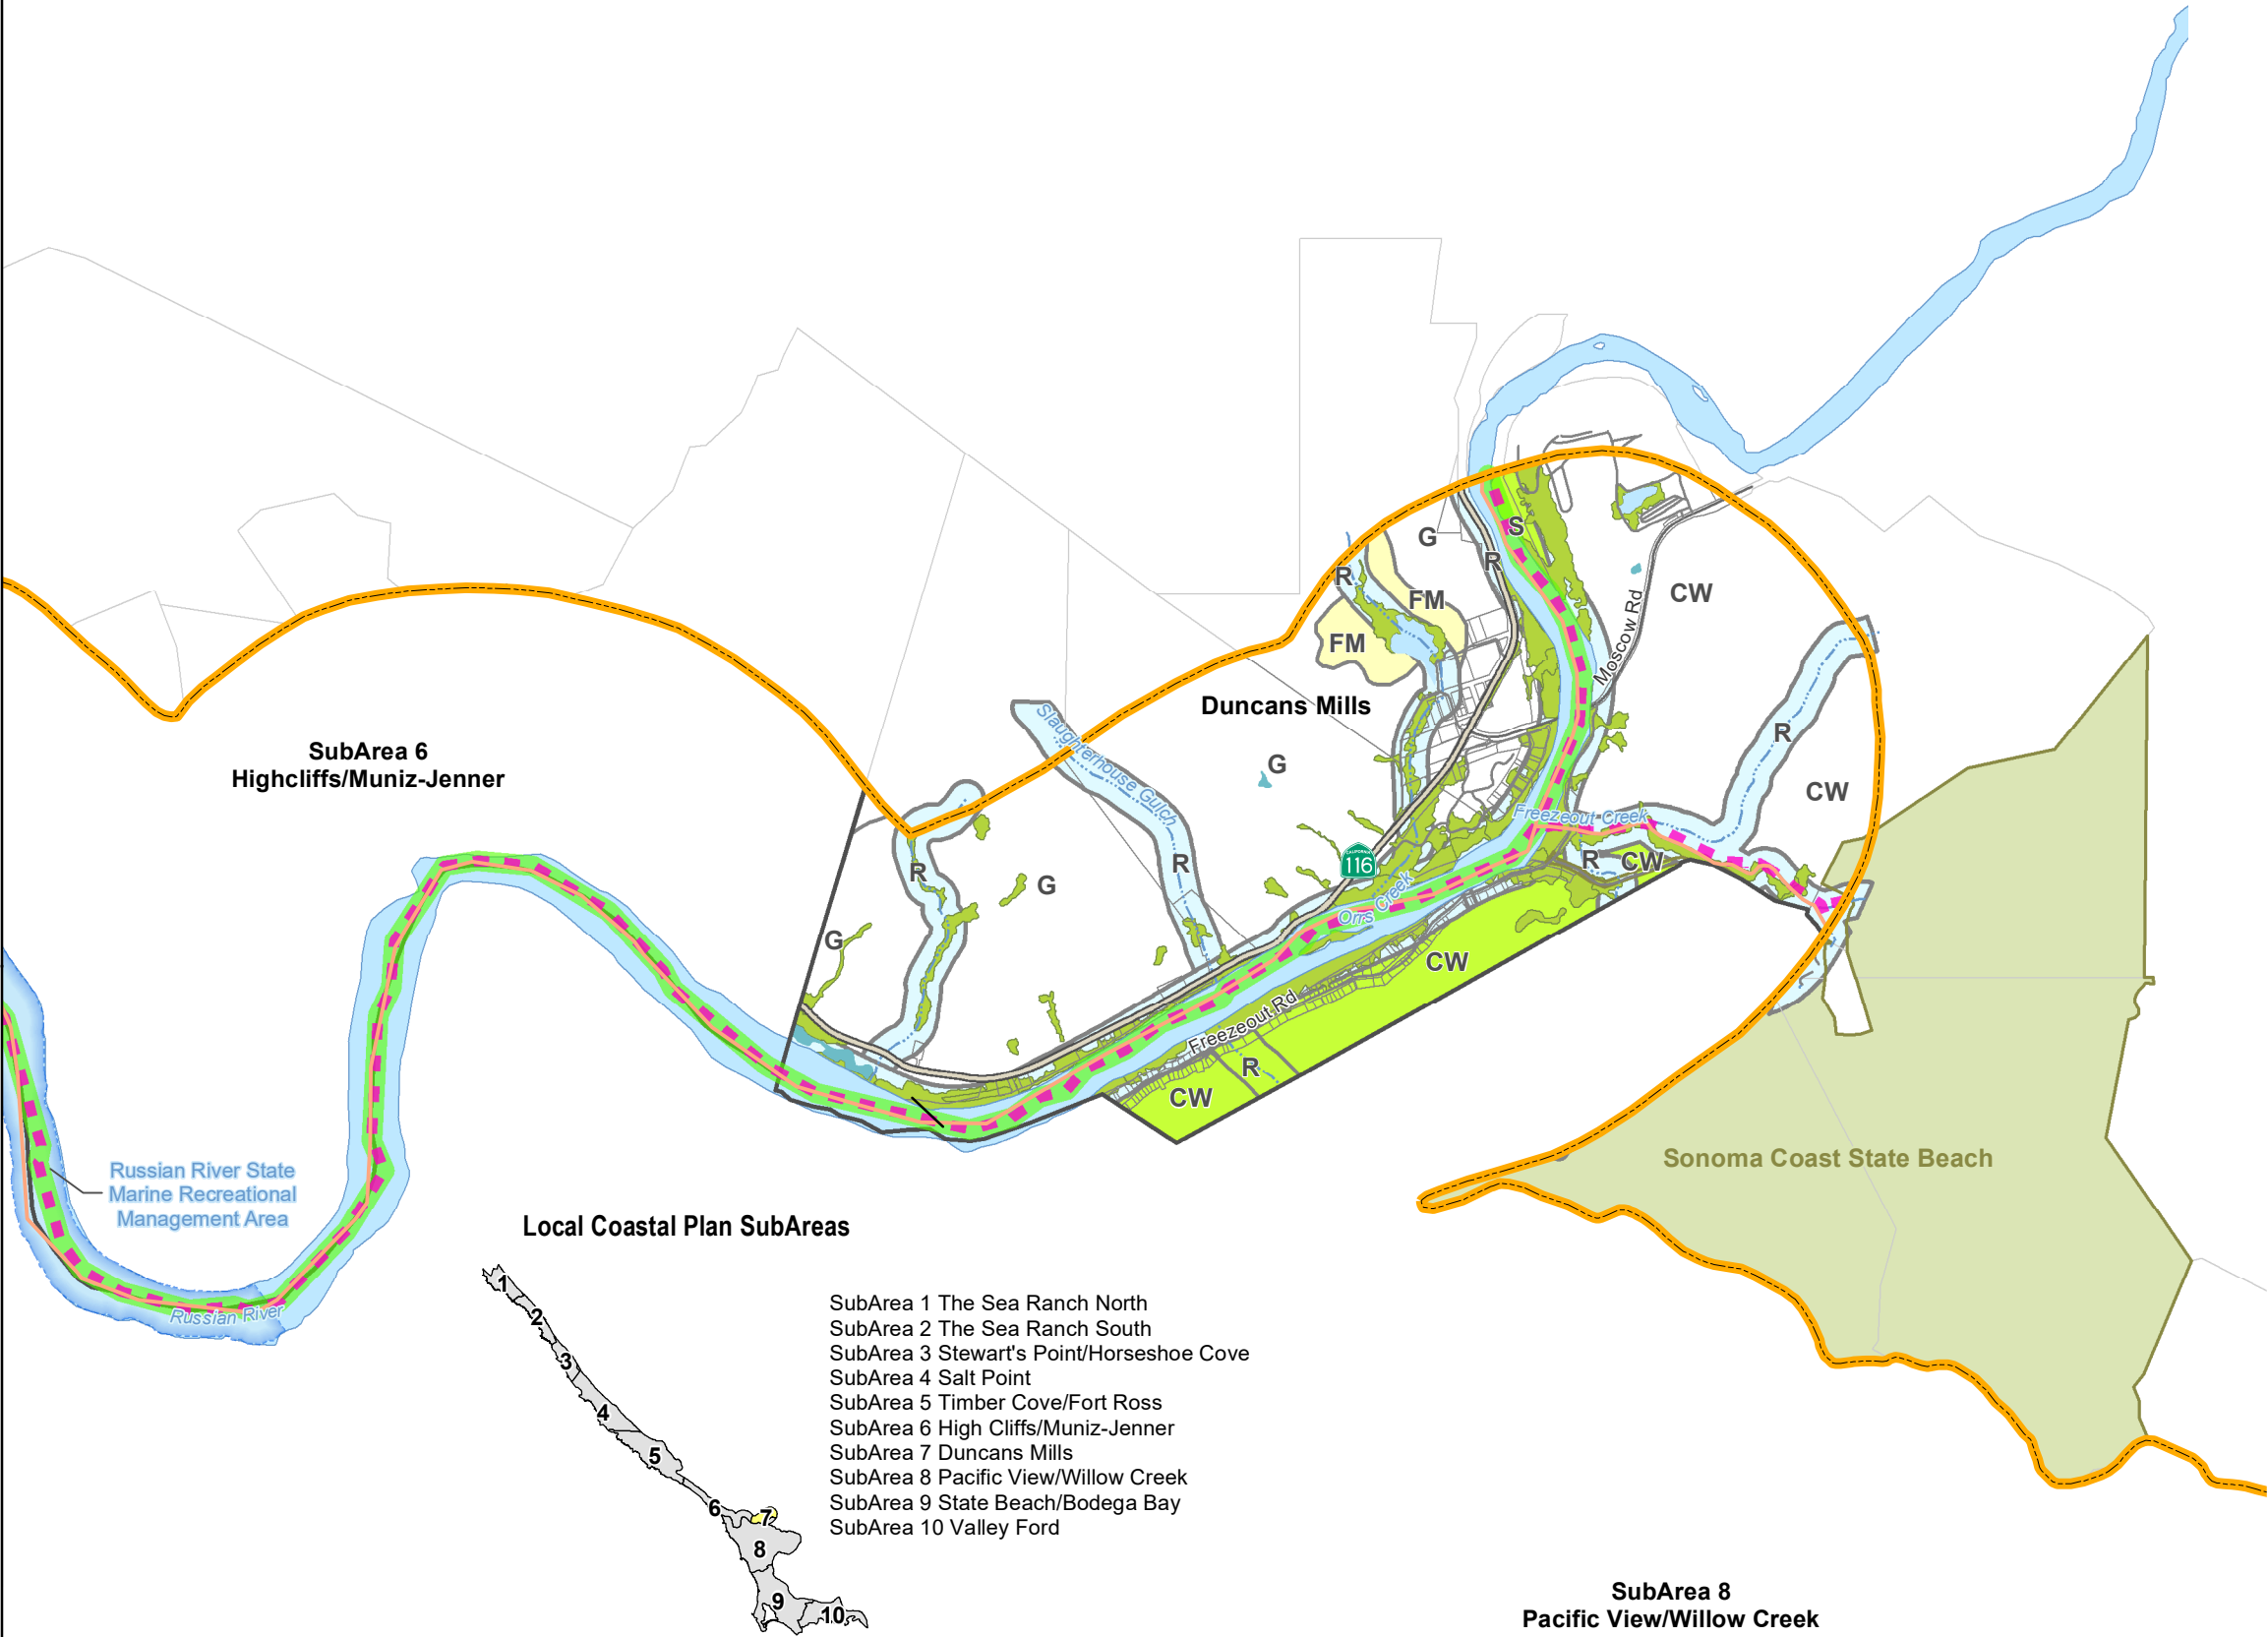 S
G
R
R
CW
FM
FM
Moscow Rd
Duncans Mills
R
SubArea 6
Highcliffs/Muniz-Jenner
Slaughterhouse Gulch
G
CW
Freezeout Creek
CALIFORNIA
116
R
CW
R
R
G
Orrs Creek
G
CW
Freezeout Rd
R
CW
Russian River State
Marine Recreational
Management Area
Sonoma Coast State Beach
Russian River
Local Coastal Plan SubAreas
1
2
3
4
5
6
7
8
9
10
SubArea 1 The Sea Ranch North
SubArea 2 The Sea Ranch South
SubArea 3 Stewart's Point/Horseshoe Cove
SubArea 4 Salt Point
SubArea 5 Timber Cove/Fort Ross
SubArea 6 High Cliffs/Muniz-Jenner
SubArea 7 Duncans Mills
SubArea 8 Pacific View/Willow Creek
SubArea 9 State Beach/Bodega Bay
SubArea 10 Valley Ford
SubArea 8
Pacific View/Willow Creek